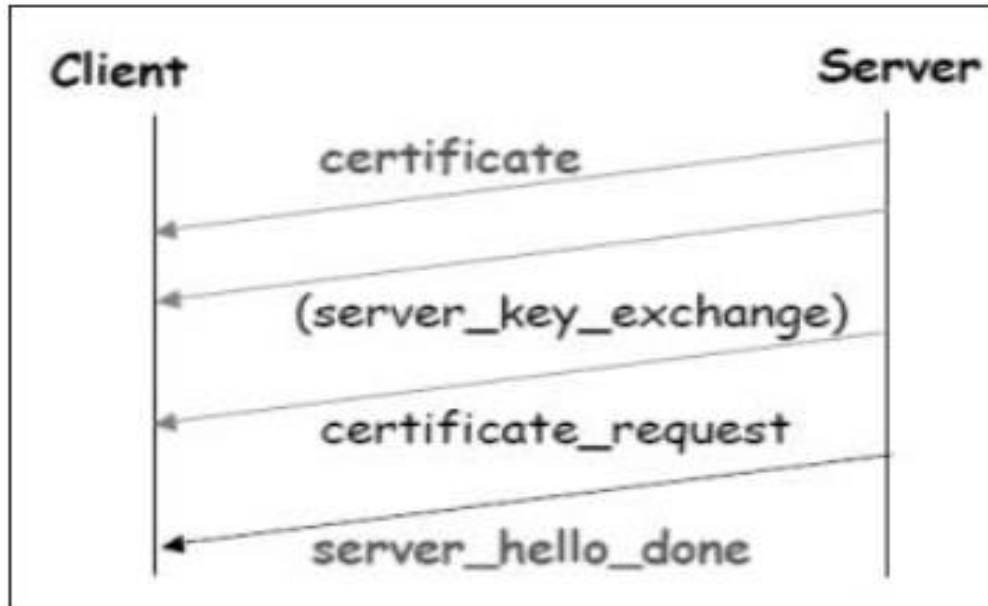 Client Server
certificate
(server_key_exchange)
certificate_request
server_hello_done